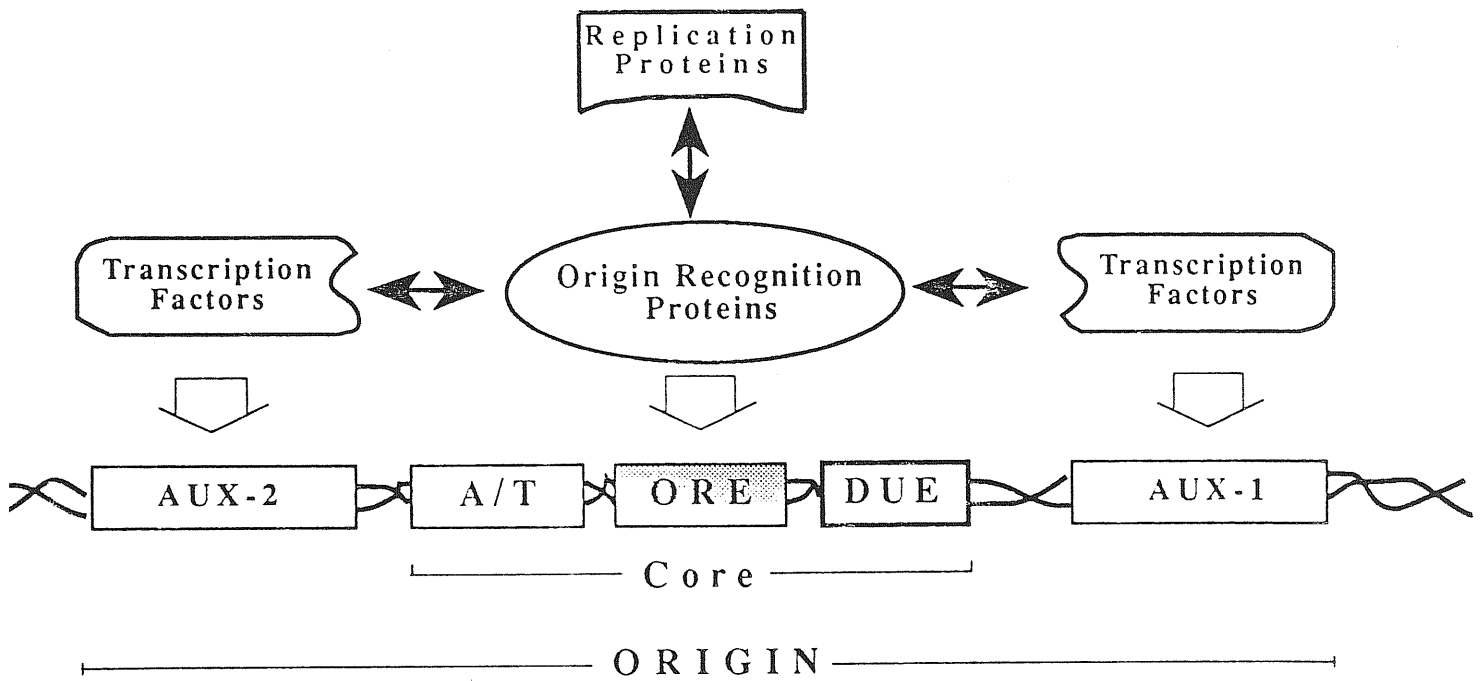 Replication
Proteins
Transcription
Factors
Origin Recognition
Proteins
Transcription
Factors
AUX-2
A/T
ORE
DUE
AUX-1
Core
ORIGIN